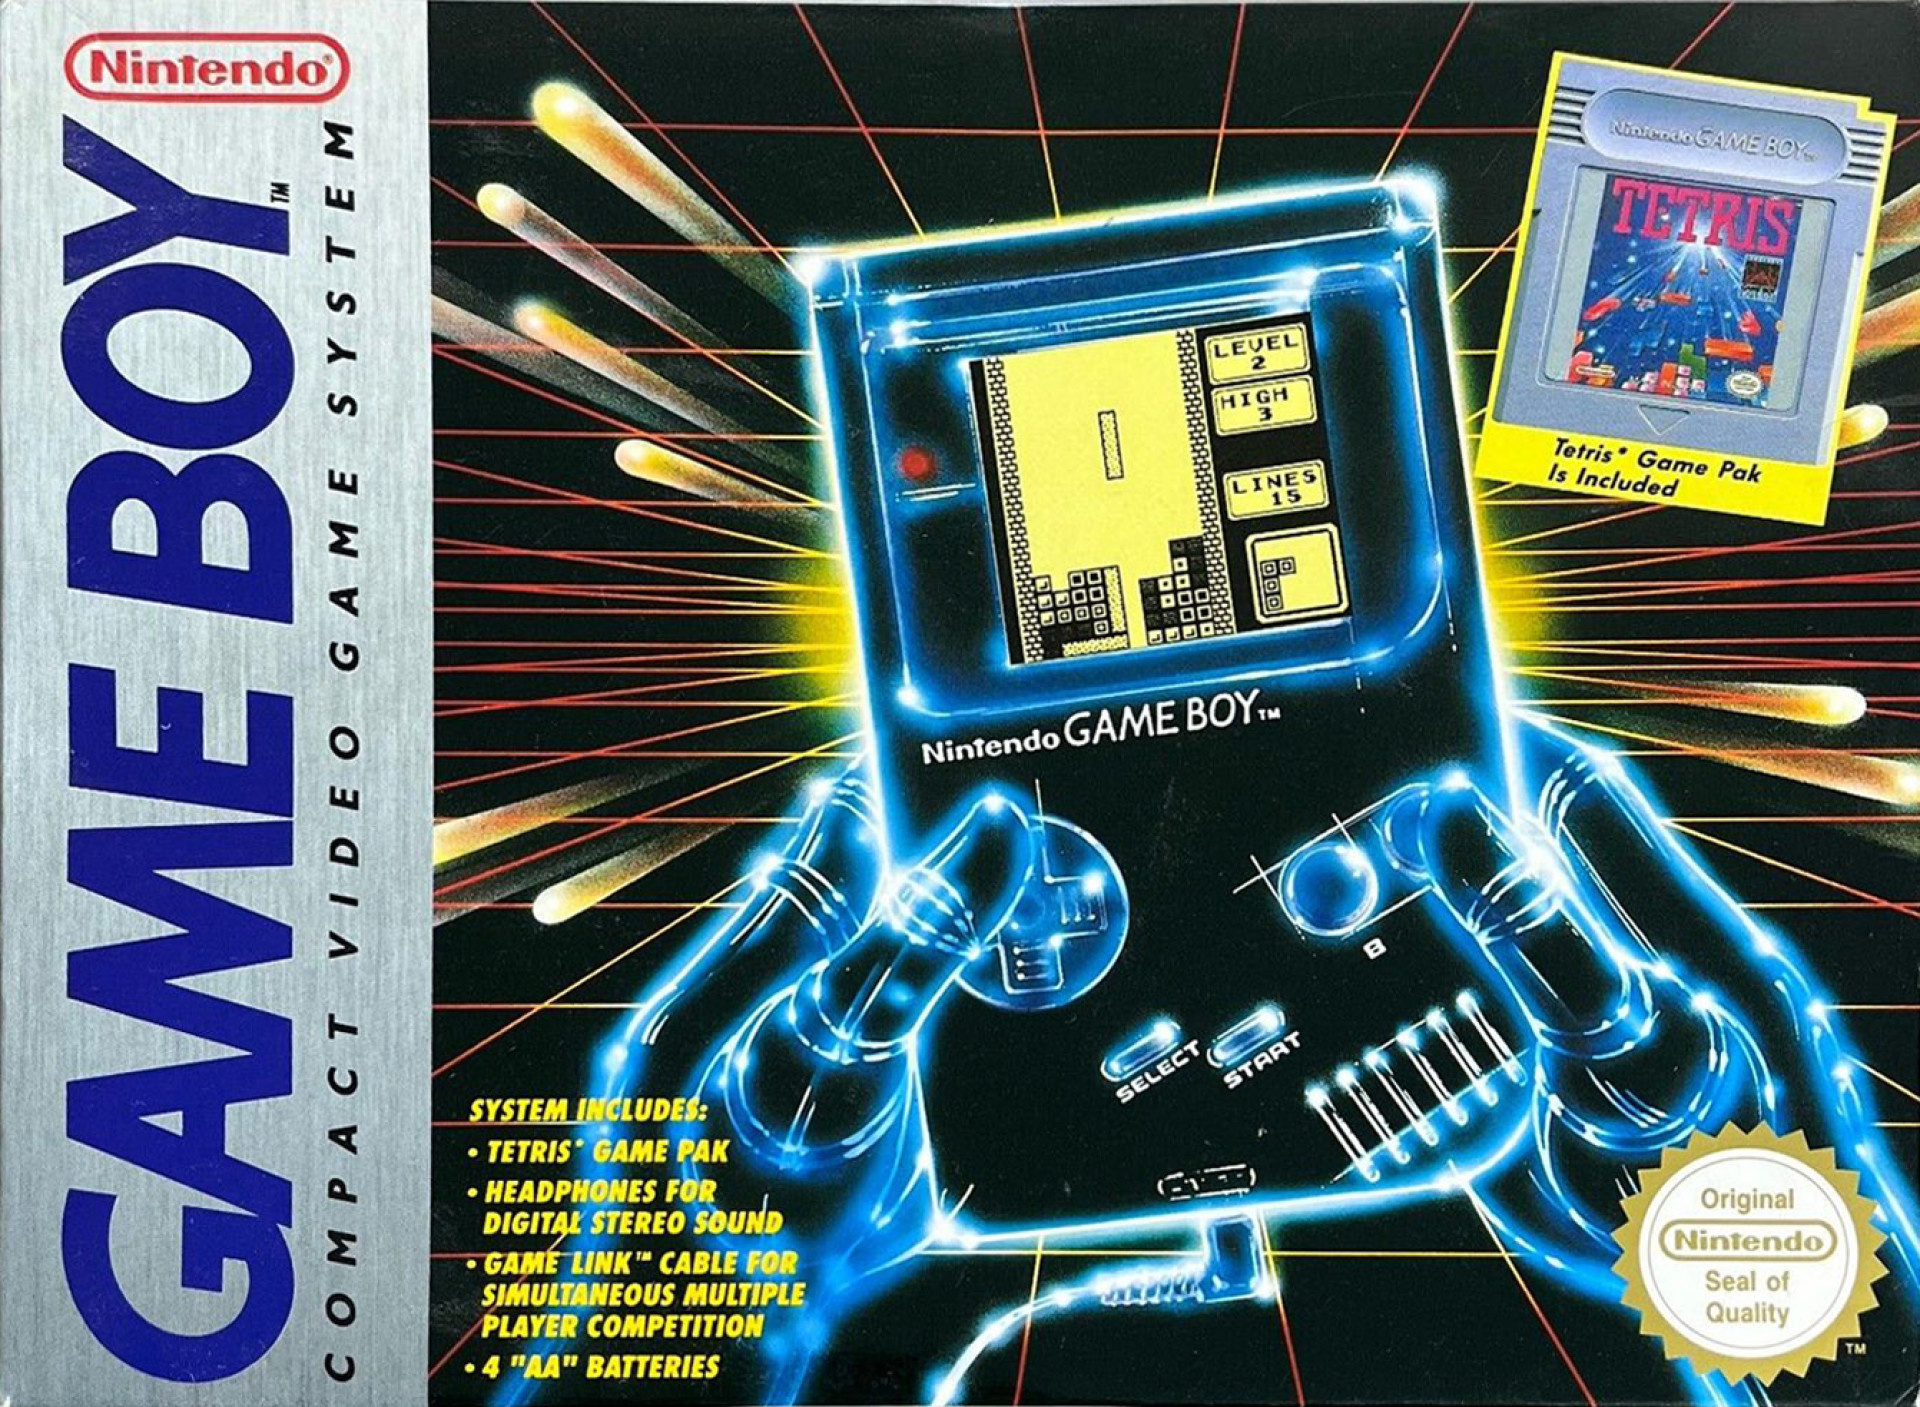 Nintendo®
GAME BOY™
COMPACT VIDEO GAME SYSTEM
Nintendo GAME BOY™
TETRIS
Tetris® Game Pak
Is Included
LEVEL
2
HIGH
3
LINES
15
Nintendo GAME BOY™
B
SELECT
START
SYSTEM INCLUDES:
• TETRIS® GAME PAK
• HEADPHONES FOR
DIGITAL STEREO SOUND
• GAME LINK™ CABLE FOR
SIMULTANEOUS MULTIPLE
PLAYER COMPETITION
• 4 "AA" BATTERIES
Original
Nintendo
Seal of
Quality
TM